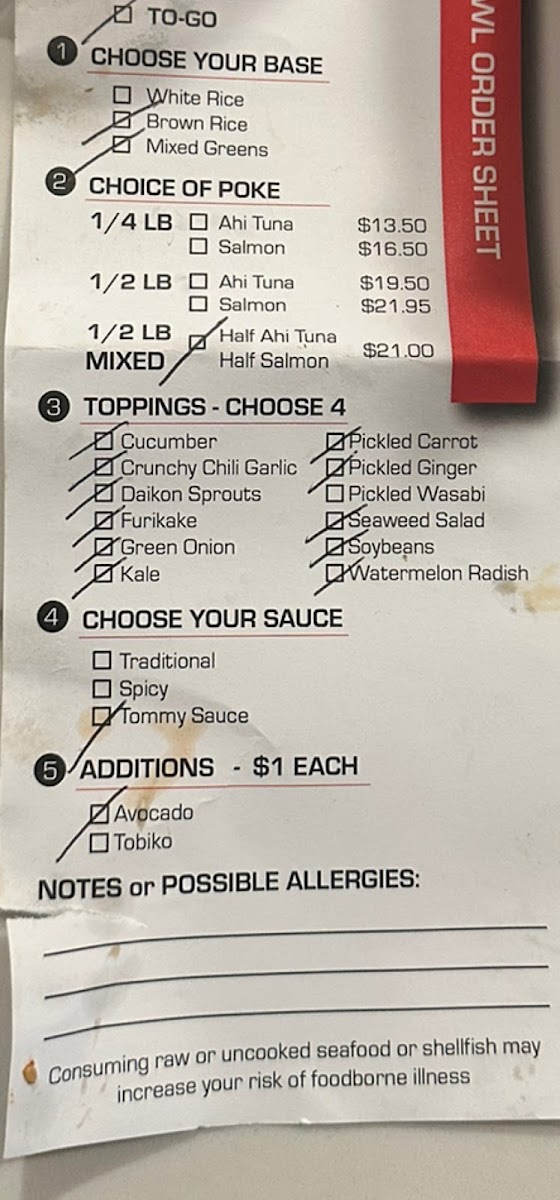 TO-GO
WL ORDER SHEET
1 CHOOSE YOUR BASE
White Rice
Brown Rice
Mixed Greens
2 CHOICE OF POKE
1/4 LB Ahi Tuna $13.50
Salmon $16.50
1/2 LB Ahi Tuna $19.50
Salmon $21.95
1/2 LB Half Ahi Tuna
MIXED Half Salmon $21.00
3 TOPPINGS - CHOOSE 4
Cucumber Pickled Carrot
Crunchy Chili Garlic Pickled Ginger
Daikon Sprouts Pickled Wasabi
Furikake Seaweed Salad
Green Onion Soybeans
Kale Watermelon Radish
4 CHOOSE YOUR SAUCE
Traditional
Spicy
Tommy Sauce
5 ADDITIONS - $1 EACH
Avocado
Tobiko
NOTES or POSSIBLE ALLERGIES:
Consuming raw or uncooked seafood or shellfish may
increase your risk of foodborne illness